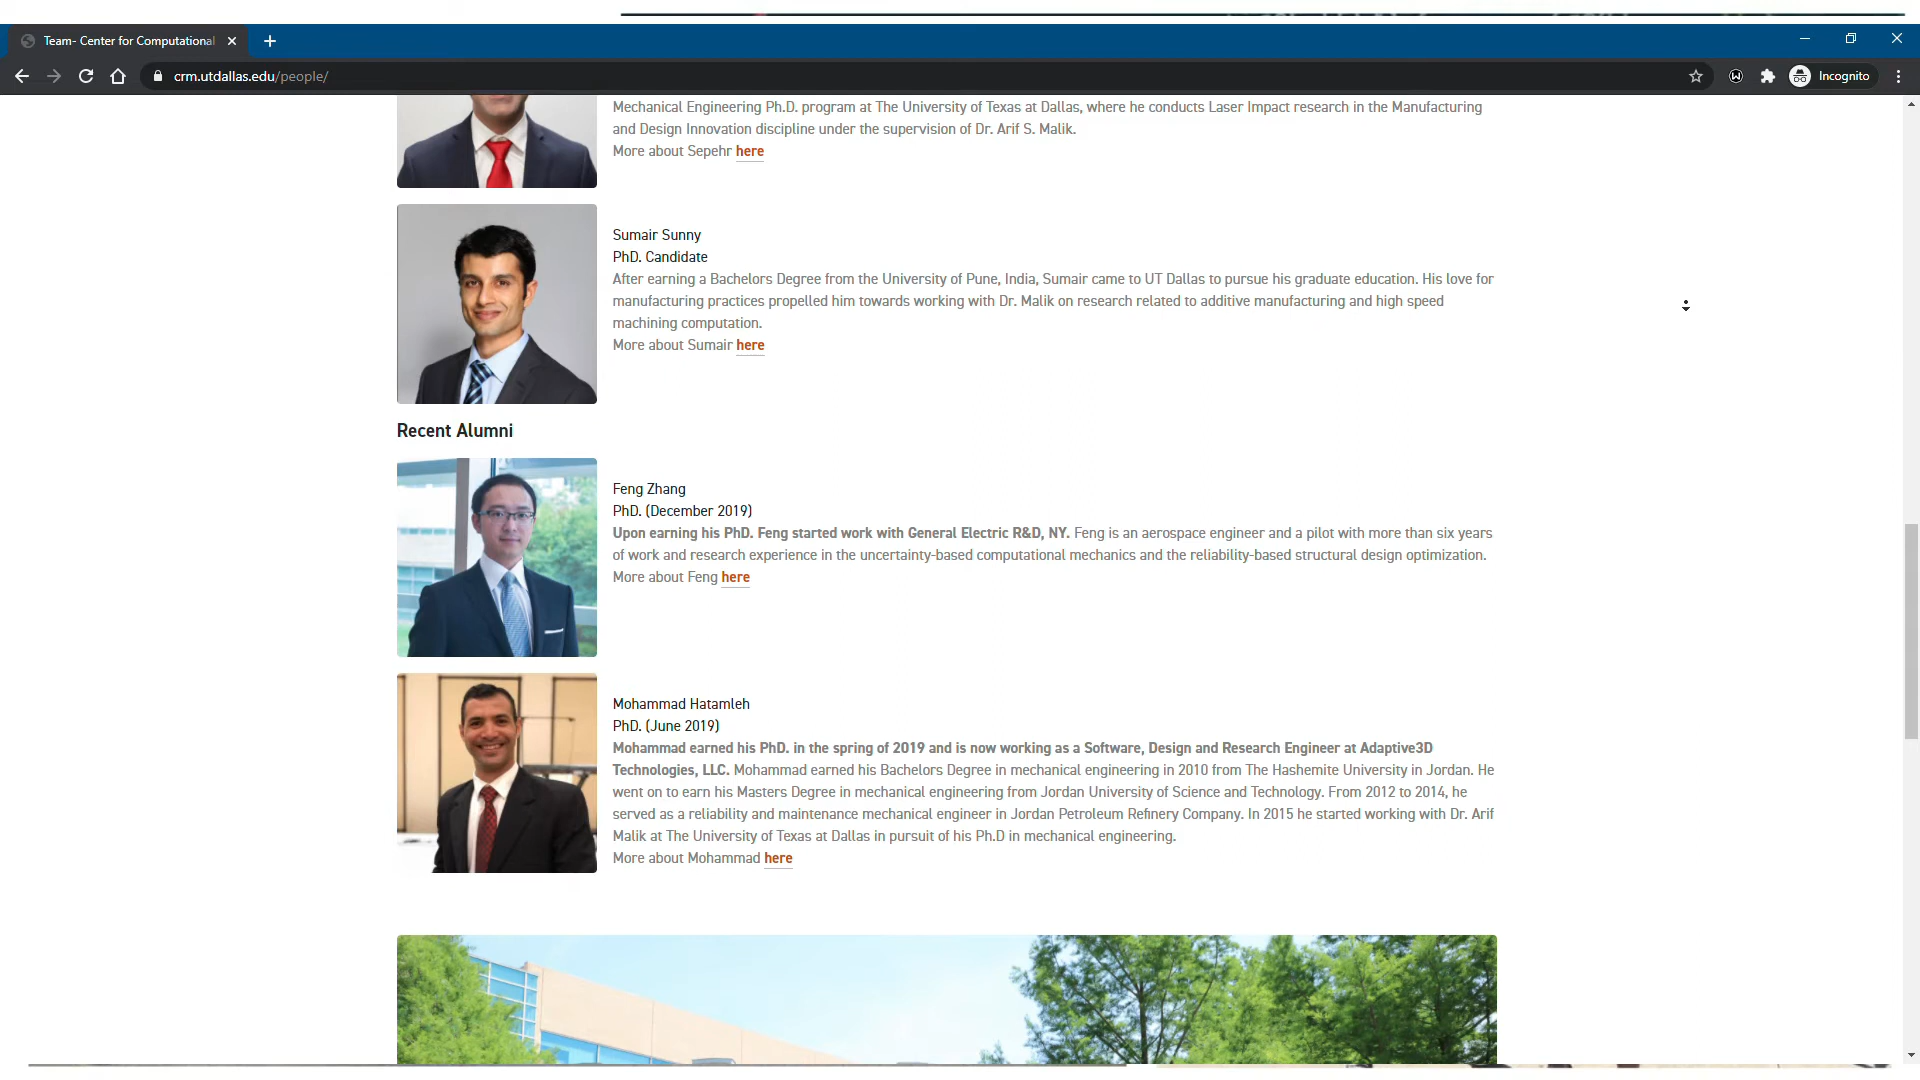 Team- Center for Computational
crm.utdallas.edu/people/
Incognito
Mechanical Engineering Ph.D. program at The University of Texas at Dallas, where he conducts Laser Impact research in the Manufacturing
and Design Innovation discipline under the supervision of Dr. Arif S. Malik.
More about Sepehr here
Sumair Sunny
PhD. Candidate
After earning a Bachelors Degree from the University of Pune, India, Sumair came to UT Dallas to pursue his graduate education. His love for
manufacturing practices propelled him towards working with Dr. Malik on research related to additive manufacturing and high speed
machining computation.
More about Sumair here
Recent Alumni
Feng Zhang
PhD. (December 2019)
Upon earning his PhD. Feng started work with General Electric R&D, NY. Feng is an aerospace engineer and a pilot with more than six years
of work and research experience in the uncertainty-based computational mechanics and the reliability-based structural design optimization.
More about Feng here
Mohammad Hatamleh
PhD. (June 2019)
Mohammad earned his PhD. in the spring of 2019 and is now working as a Software, Design and Research Engineer at Adaptive3D
Technologies, LLC. Mohammad earned his Bachelors Degree in mechanical engineering in 2010 from The Hashemite University in Jordan. He
went on to earn his Masters Degree in mechanical engineering from Jordan University of Science and Technology. From 2012 to 2014, he
served as a reliability and maintenance mechanical engineer in Jordan Petroleum Refinery Company. In 2015 he started working with Dr. Arif
Malik at The University of Texas at Dallas in pursuit of his Ph.D in mechanical engineering.
More about Mohammad here